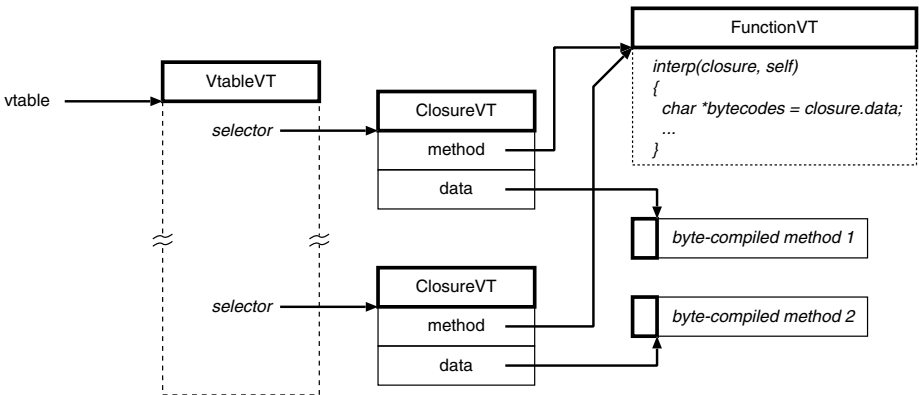 FunctionVT
VtableVT
interp(closure, self)
{
char *bytecodes = closure.data;
...
}
vtable
ClosureVT
selector
method
data
byte-compiled method 1
ClosureVT
selector
method
byte-compiled method 2
data